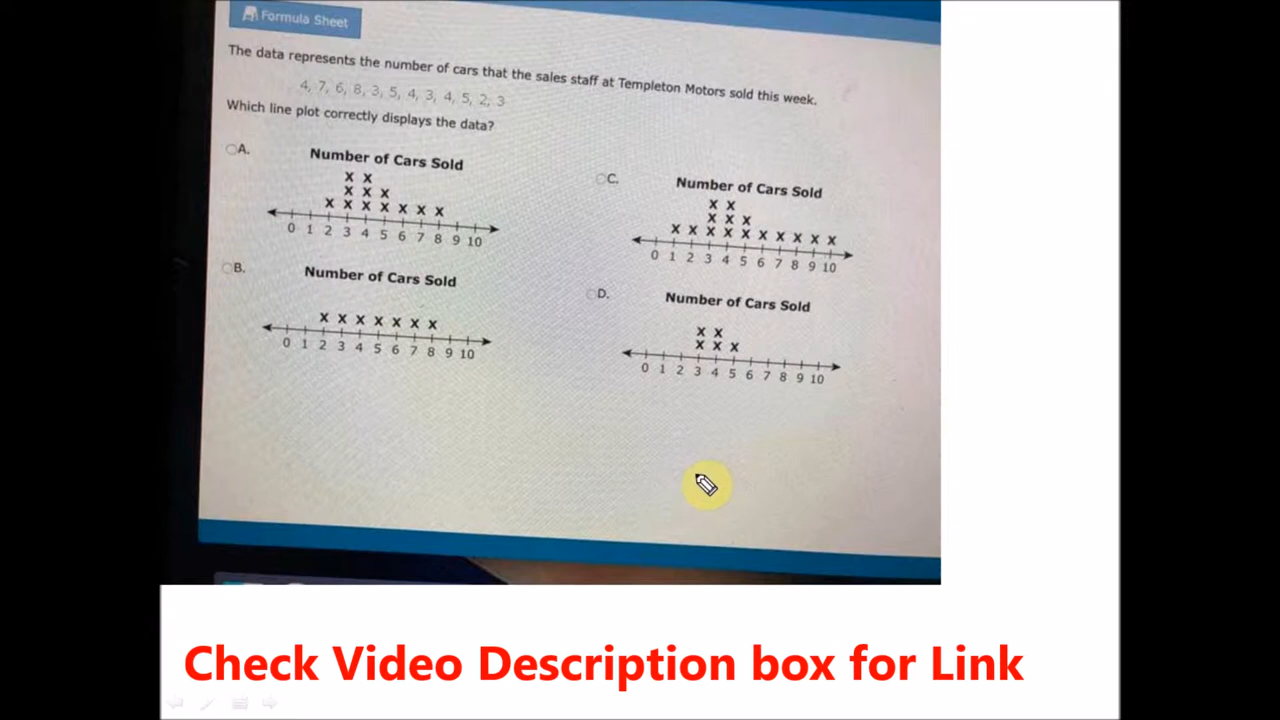 Formula Sheet
The data represents the number of cars that the sales staff at Templeton Motors sold this week.
4, 7, 6, 8, 3, 5, 4, 3, 4, 5, 2, 3
Which line plot correctly displays the data?
A.
Number of Cars Sold
X X
X X X
X X X X X X X
0 1 2 3 4 5 6 7 8 9 10
B.
Number of Cars Sold
X X X X X X X
0 1 2 3 4 5 6 7 8 9 10
C.
Number of Cars Sold
X X
X X X
X X X X X X X X X X
0 1 2 3 4 5 6 7 8 9 10
D.
Number of Cars Sold
X X
X X X
0 1 2 3 4 5 6 7 8 9 10
Check Video Description box for Link